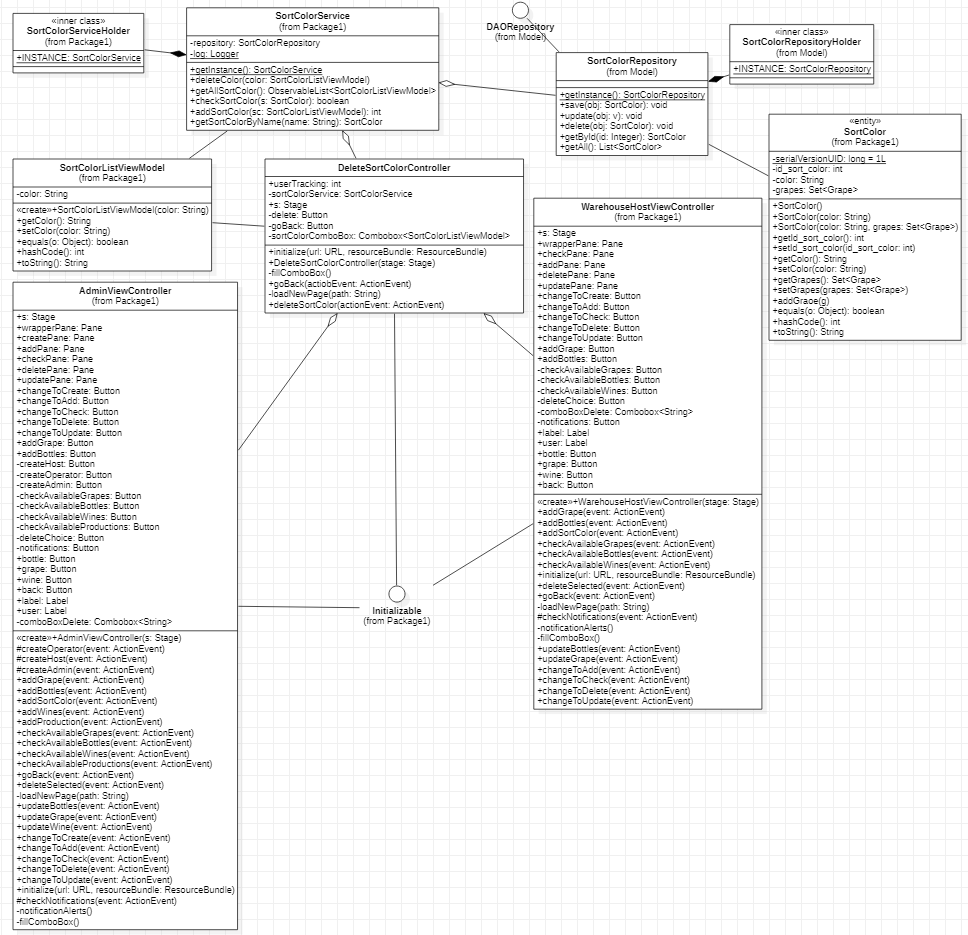 «inner class»
SortColorServiceHolder
(from Package1)
+INSTANCE: SortColorService
SortColorService
(from Package1)
-repository: SortColorRepository
-log: Logger
+getInstance(): SortColorService
+deleteColor(color: SortColorListViewModel)
+getAllSortColor(): ObservableList<SortColorListViewModel>
+checkSortColor(s: SortColor): boolean
+addSortColor(sc: SortColorListViewModel): int
+getSortColorByName(name: String): SortColor
DAORepository
(from Model)
SortColorRepository
(from Model)
+getInstance(): SortColorRepository
+save(obj: SortColor): void
+update(obj: v): void
+delete(obj: SortColor): void
+getById(id: Integer): SortColor
+getAll(): List<SortColor>
«inner class»
SortColorRepositoryHolder
(from Model)
+INSTANCE: SortColorRepository
«entity»
SortColor
(from Package1)
-serialVersionUID: long = 1L
-id_sort_color: int
-color: String
-grapes: Set<Grape>
+SortColor()
+SortColor(color: String)
+SortColor(color: String, grapes: Set<Grape>)
+getId_sort_color(): int
+setId_sort_color(id_sort_color: int)
+getColor(): String
+setColor(color: String)
+getGrapes(): Set<Grape>
+setGrapes(grapes: Set<Grape>)
+addGraoe(g)
+equals(o: Object): boolean
+hashCode(): int
+toString(): String
SortColorListViewModel
(from Package1)
-color: String
«create»+SortColorListViewModel(color: String)
+getColor(): String
+setColor(color: String)
+equals(o: Object): boolean
+hashCode(): int
+toString(): String
DeleteSortColorController
(from Package1)
+userTracking: int
-sortColorService: SortColorService
+s: Stage
-delete: Button
-goBack: Button
-sortColorComboBox: Combobox<SortColorListViewModel>
+initialize(url: URL, resourceBundle: ResourceBundle)
+DeleteSortColorController(stage: Stage)
-fillComboBox()
+goBack(actiobEvent: ActionEvent)
-loadNewPage(path: String)
+deleteSortColor(actionEvent: ActionEvent)
WarehouseHostViewController
(from Package1)
+s: Stage
+wrapperPane: Pane
+checkPane: Pane
+addPane: Pane
+deletePane: Pane
+updatePane: Pane
+changeToCreate: Button
+changeToAdd: Button
+changeToCheck: Button
+changeToDelete: Button
+changeToUpdate: Button
+addGrape: Button
+addBottles: Button
-checkAvailableGrapes: Button
-checkAvailableBottles: Button
-checkAvailableWines: Button
-deleteChoice: Button
-comboBoxDelete: Combobox<String>
-notifications: Button
+label: Label
+user: Label
+bottle: Button
+grape: Button
+wine: Button
+back: Button
«create»+WarehouseHostViewController(stage: Stage)
+addGrape(event: ActionEvent)
+addBottles(event: ActionEvent)
+addSortColor(event: ActionEvent)
+checkAvailableGrapes(event: ActionEvent)
+checkAvailableBottles(event: ActionEvent)
+checkAvailableWines(event: ActionEvent)
+initialize(url: URL, resourceBundle: ResourceBundle)
+deleteSelected(event: ActionEvent)
+goBack(event: ActionEvent)
-loadNewPage(path: String)
#checkNotifications(event: ActionEvent)
-notificationAlerts()
-fillComboBox()
+updateBottles(event: ActionEvent)
+updateGrape(event: ActionEvent)
+changeToAdd(event: ActionEvent)
+changeToCheck(event: ActionEvent)
+changeToDelete(event: ActionEvent)
+changeToUpdate(event: ActionEvent)
AdminViewController
(from Package1)
+s: Stage
+wrapperPane: Pane
+createPane: Pane
+addPane: Pane
+checkPane: Pane
+deletePane: Pane
+updatePane: Pane
+changeToCreate: Button
+changeToAdd: Button
+changeToCheck: Button
+changeToDelete: Button
+changeToUpdate: Button
+addGrape: Button
+addBottles: Button
-createHost: Button
-createOperator: Button
-createAdmin: Button
-checkAvailableGrapes: Button
-checkAvailableBottles: Button
-checkAvailableWines: Button
-checkAvailableProductions: Button
-deleteChoice: Button
-notifications: Button
+bottle: Button
+grape: Button
+wine: Button
+back: Button
+label: Label
+user: Label
-comboBoxDelete: Combobox<String>
«create»+AdminViewController(s: Stage)
#createOperator(event: ActionEvent)
#createHost(event: ActionEvent)
#createAdmin(event: ActionEvent)
+addGrape(event: ActionEvent)
+addBottles(event: ActionEvent)
+addSortColor(event: ActionEvent)
+addWines(event: ActionEvent)
+addProduction(event: ActionEvent)
+checkAvailableGrapes(event: ActionEvent)
+checkAvailableBottles(event: ActionEvent)
+checkAvailableWines(event: ActionEvent)
+checkAvailableProductions(event: ActionEvent)
+goBack(event: ActionEvent)
+deleteSelected(event: ActionEvent)
-loadNewPage(path: String)
+updateBottles(event: ActionEvent)
+updateGrape(event: ActionEvent)
+updateWine(event: ActionEvent)
+changeToCreate(event: ActionEvent)
+changeToAdd(event: ActionEvent)
+changeToCheck(event: ActionEvent)
+changeToDelete(event: ActionEvent)
+changeToUpdate(event: ActionEvent)
+initialize(url: URL, resourceBundle: ResourceBundle)
#checkNotifications(event: ActionEvent)
-notificationAlerts()
-fillComboBox()
Initializable
(from Package1)